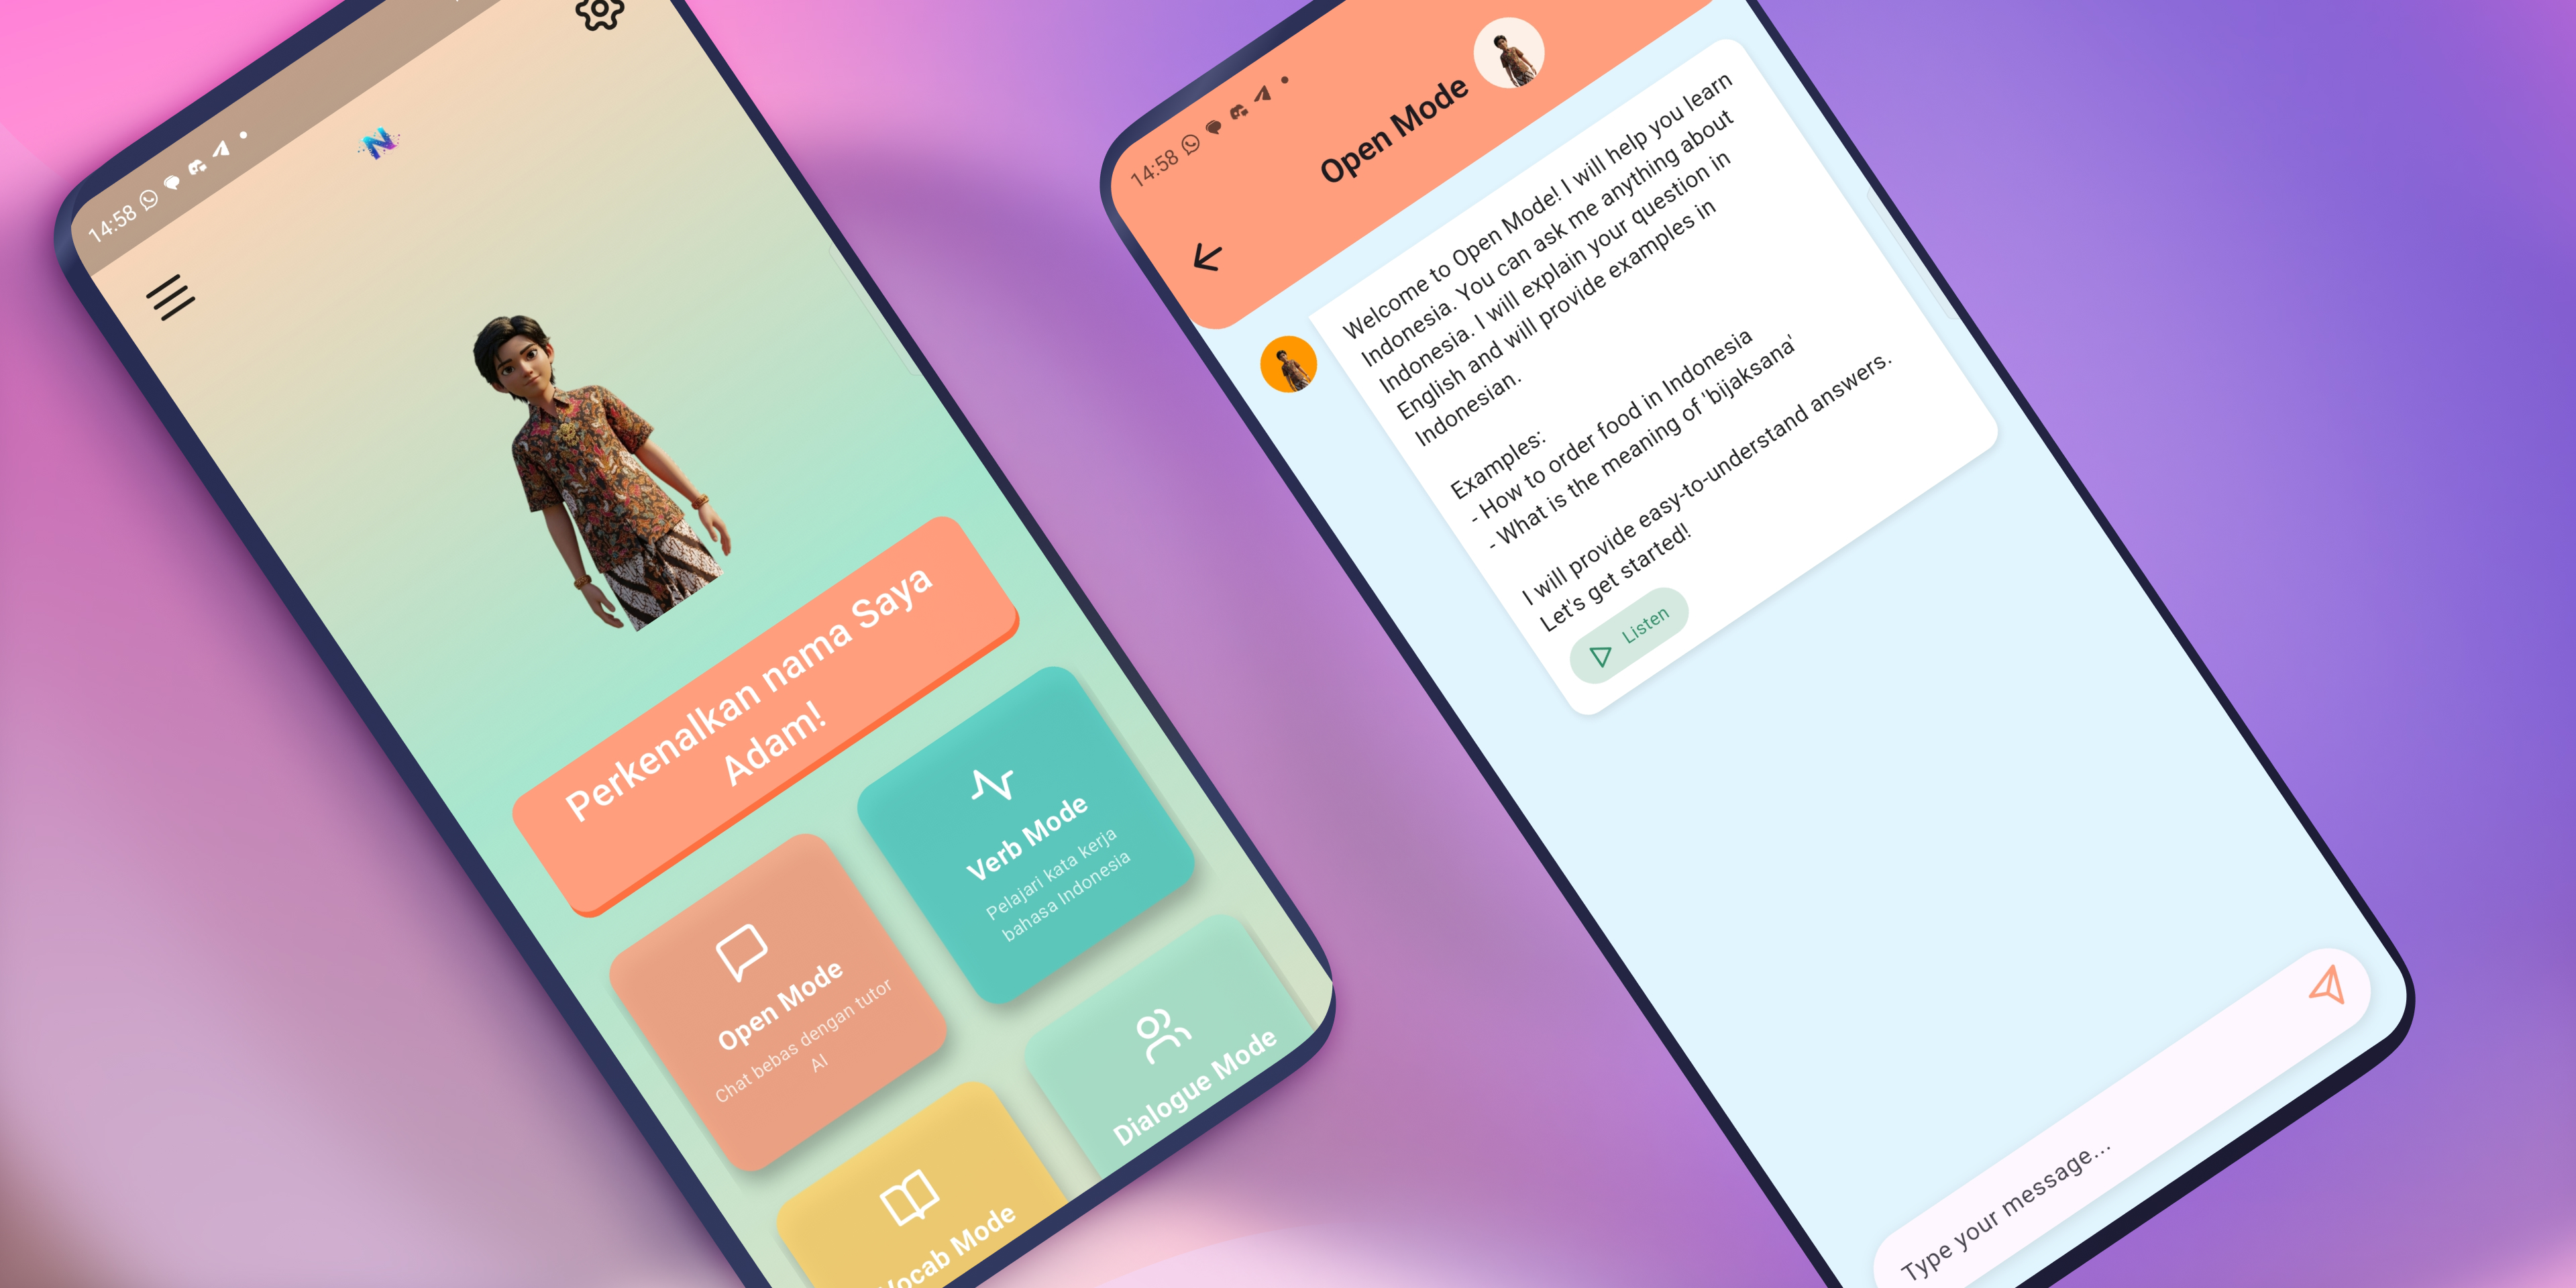 14:58
N
Perkenalkan nama Saya
Adam!
Open Mode
Chat bebas dengan tutor
AI
Verb Mode
Pelajari kata kerja
bahasa Indonesia
Vocab Mode
Dialogue Mode
14:58
Open Mode
Welcome to Open Mode! I will help you learn
Indonesia. You can ask me anything about
Indonesia. I will explain your question in
English and will provide examples in
Indonesian.
Examples:
- How to order food in Indonesia
- What is the meaning of 'bijaksana'
I will provide easy-to-understand answers.
Let's get started!
Listen
Type your message...